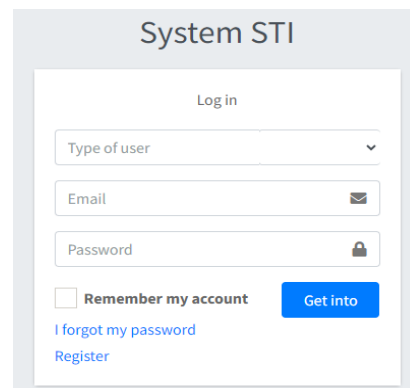 System STI
Log in
Type of user
Email
Password
Remember my account
Get into
I forgot my password
Register